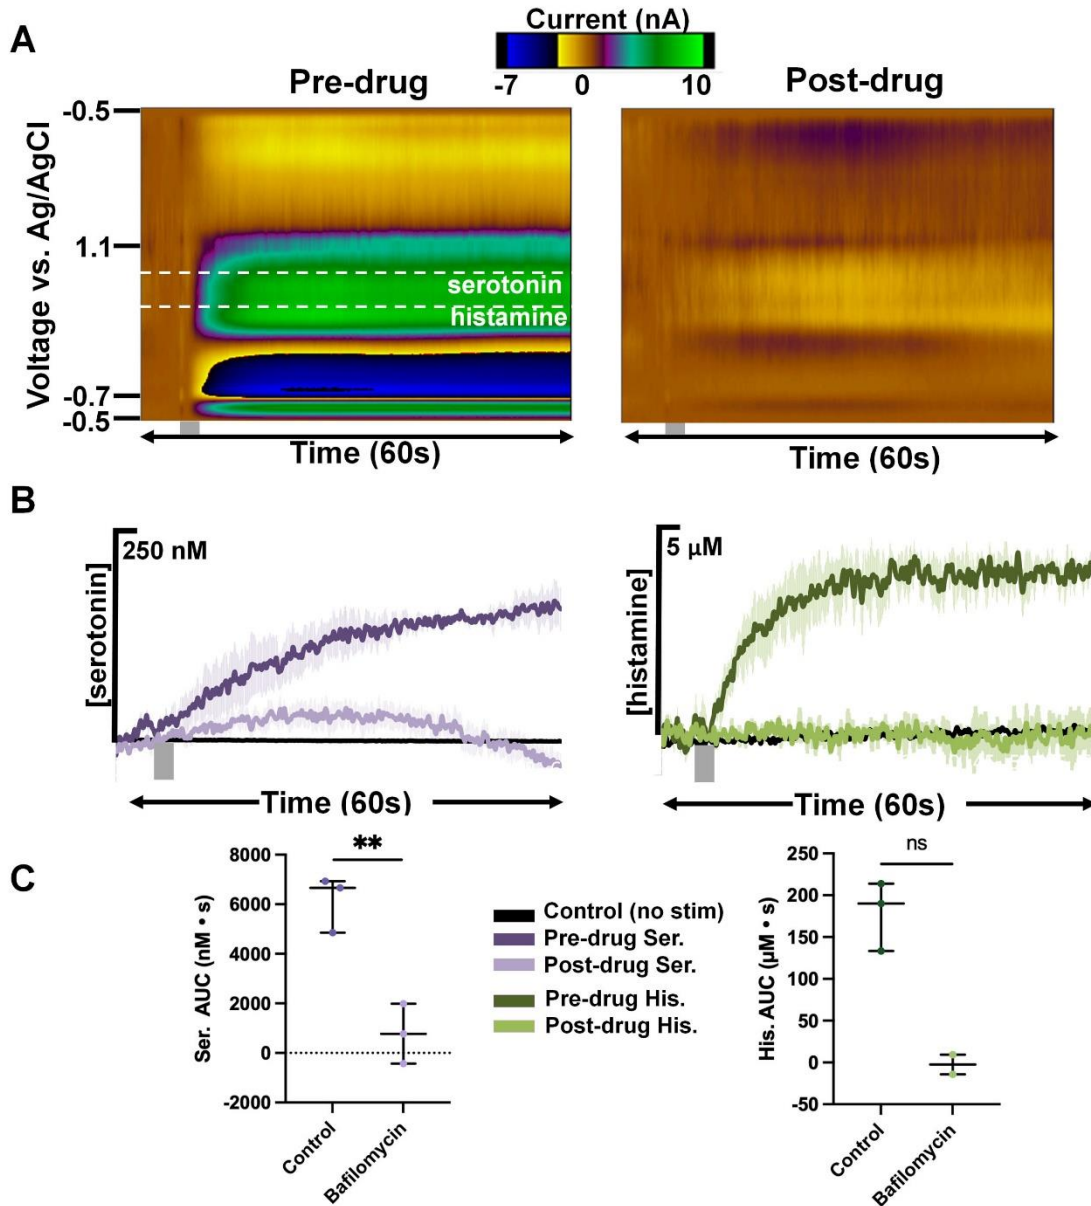 A
Current (nA)
-7 0 10
Pre-drug
Post-drug
Voltage vs. Ag/AgCl
-0.5
1.1
-0.7
-0.5
serotonin
histamine
Time (60s)
Time (60s)
B
250 nM
[serotonin]
Time (60s)
5 µM
[histamine]
Time (60s)
C
Ser. AUC (nM • s)
8000
6000
4000
2000
0
-2000
**
Control
Bafilomycin
Control (no stim)
Pre-drug Ser.
Post-drug Ser.
Pre-drug His.
Post-drug His.
His. AUC (µM • s)
250
200
150
100
50
0
-50
ns
Control
Bafilomycin